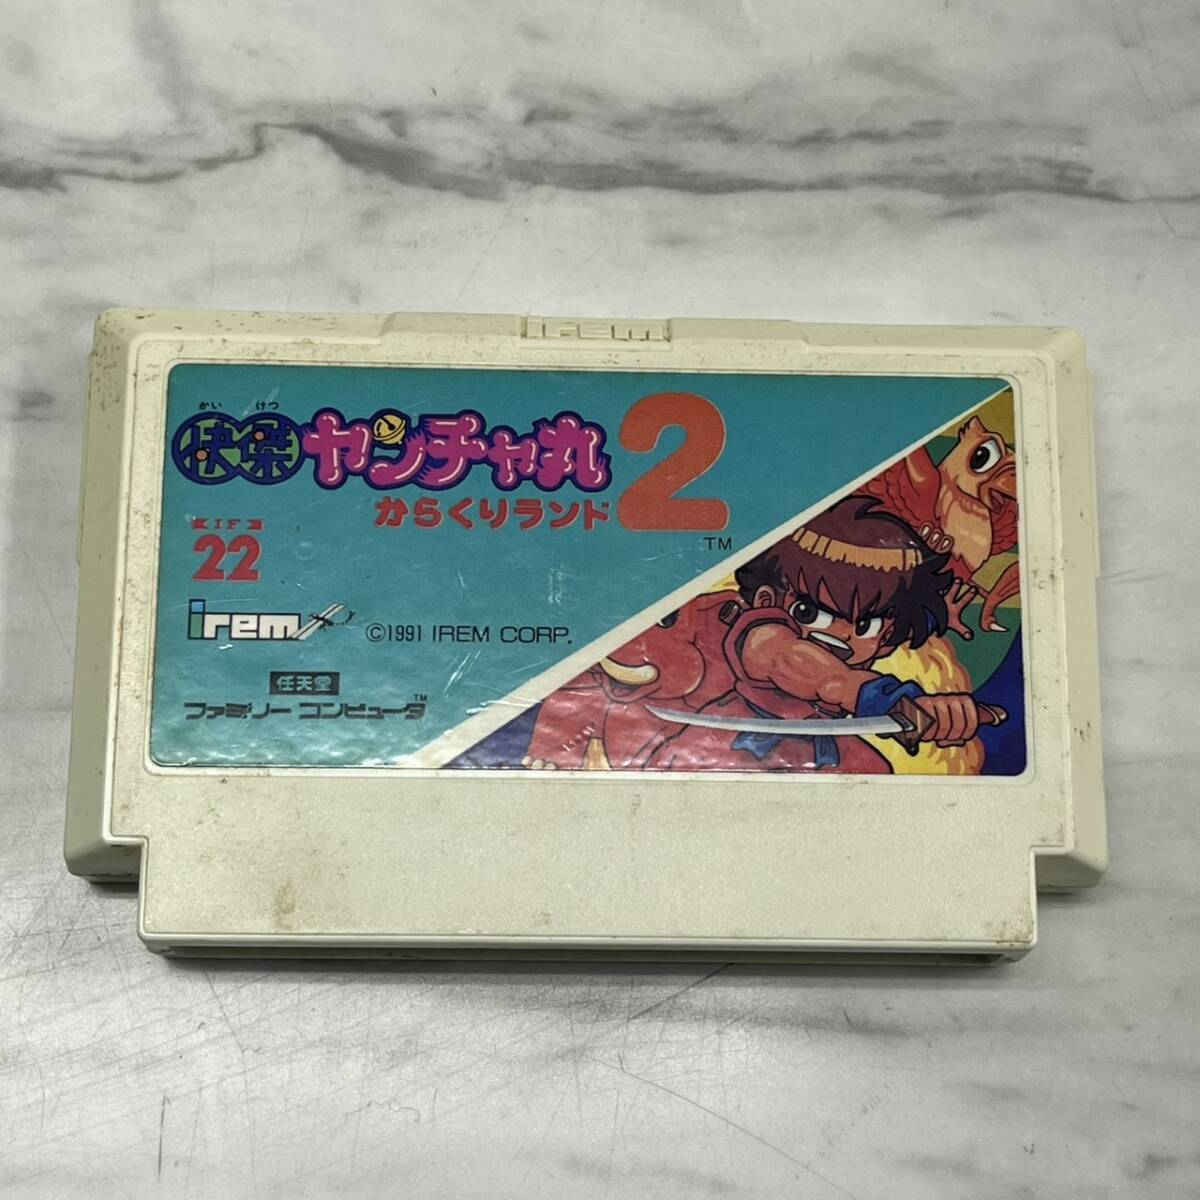 irem
かい けつ
快傑ヤンチャ丸2
からくりランド
TM
IF
22
irem ©1991 IREM CORP.
任天堂
ファミリーコンピュータ TM